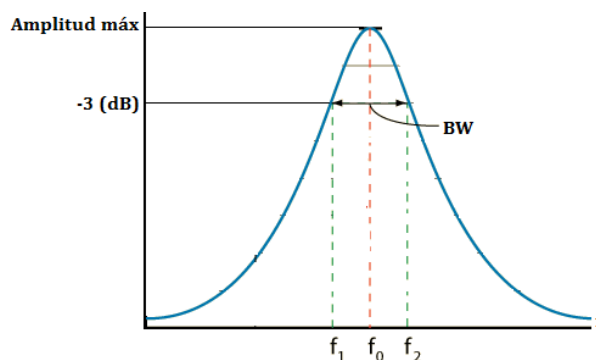 Amplitud máx
-3 (dB)
BW
f₁ f₀ f₂